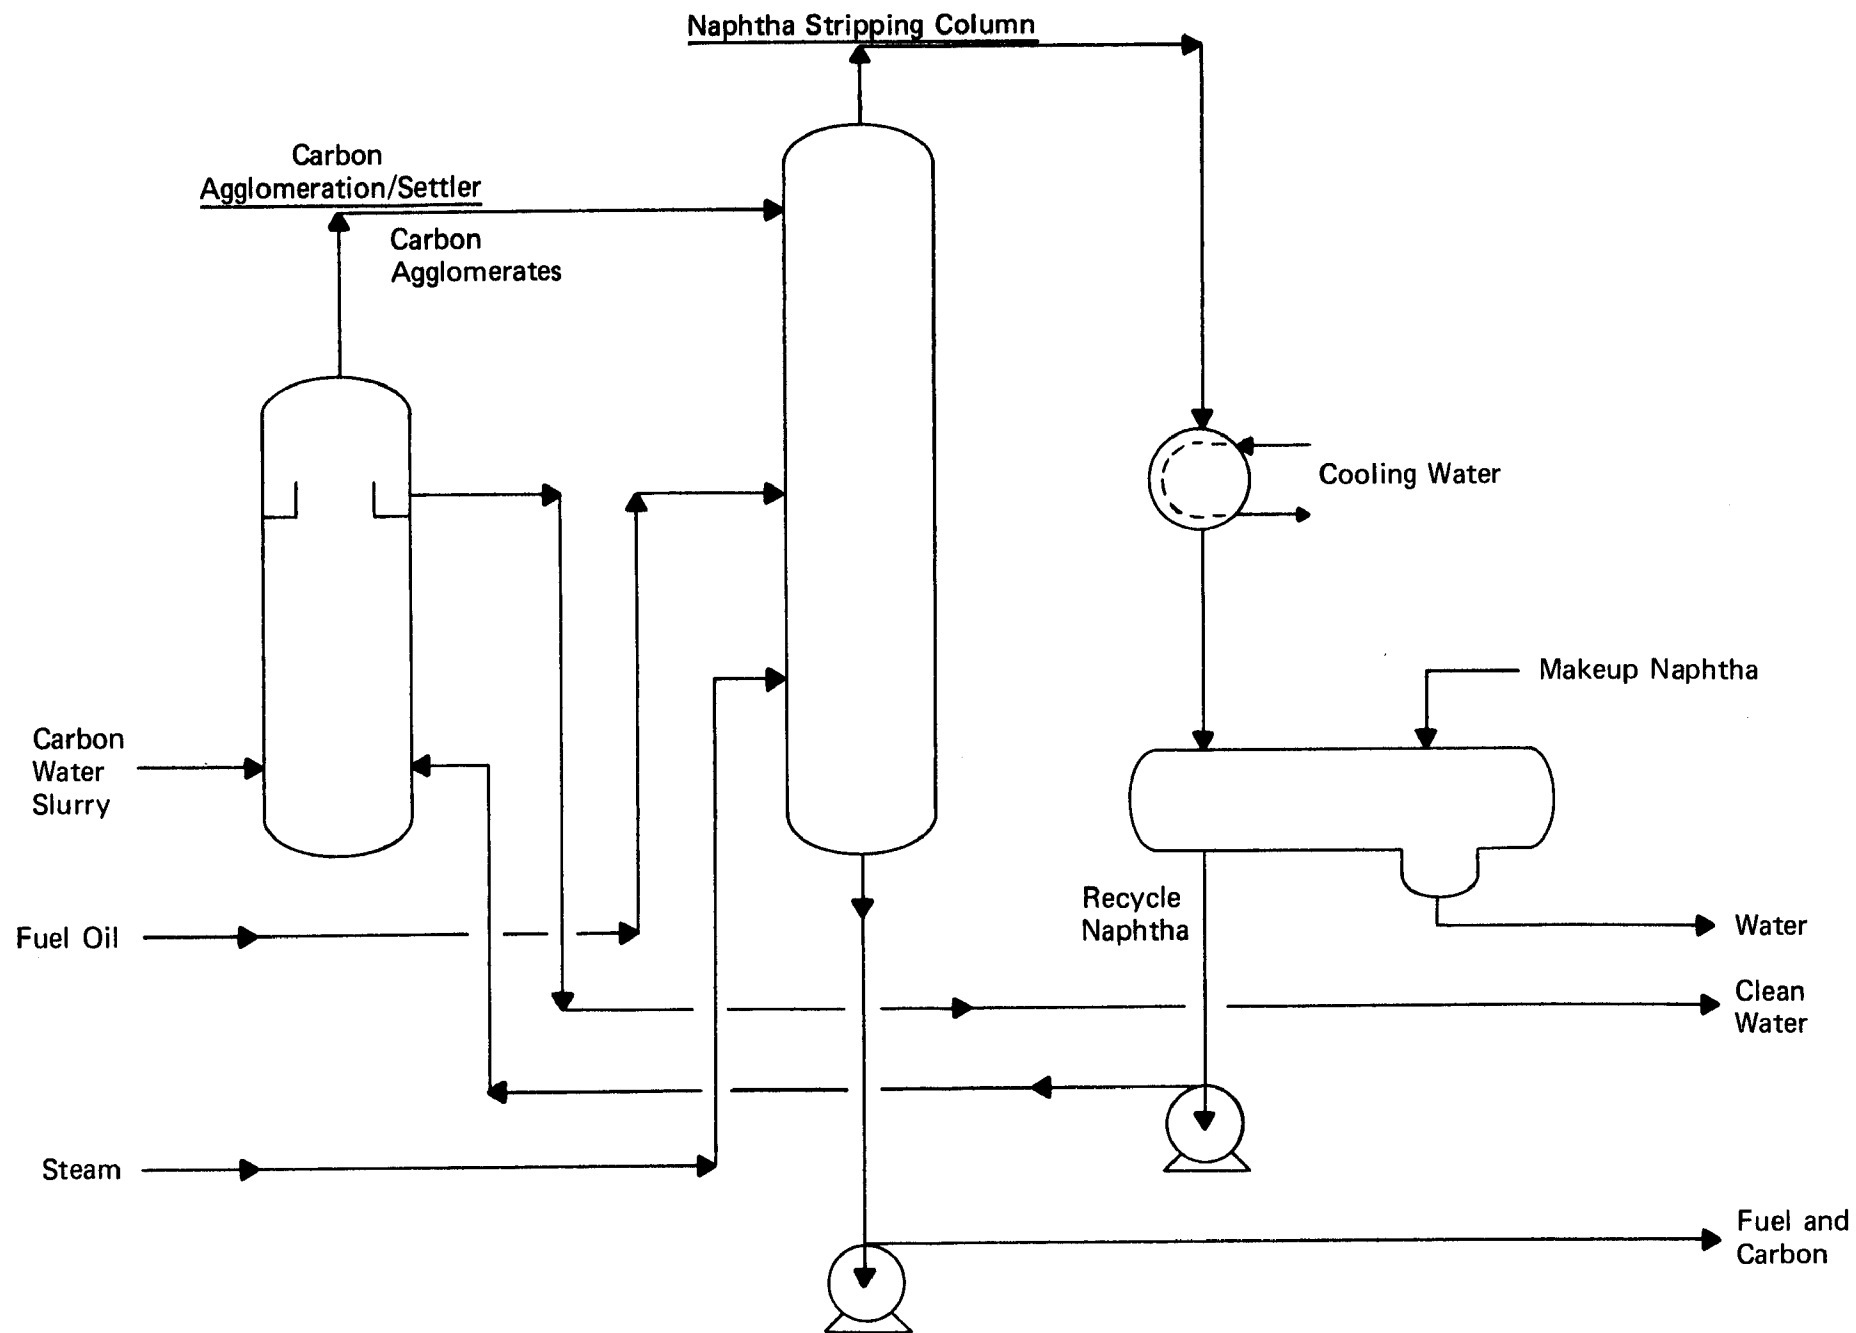 Naphtha Stripping Column
Carbon
Agglomeration/Settler
Carbon
Agglomerates
Cooling Water
Makeup Naphtha
Carbon
Water
Slurry
Recycle
Naphtha
Fuel Oil
Water
Clean
Water
Steam
Fuel and
Carbon